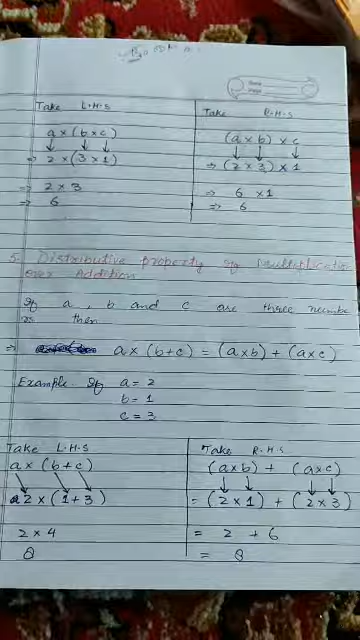 Take L.H.S
a × (b × c)
⇒ 2 × (3 × 1)
⇒ 2 × 3
⇒ 6
Take R.H.S
(a × b) × c
⇒ (2 × 3) × 1
⇒ 6 × 1
⇒ 6
5. Distributive property of Multiplication
over Addition
If a, b and c are three numbe
rs then
⇒ a × (b + c) = (a × b) + (a × c)
Example. If a = 2
b = 1
c = 3
Take L.H.S
a × (b + c)
2 × (1 + 3)
2 × 4
8
Take R.H.S
(a × b) + (a × c)
= (2 × 1) + (2 × 3)
= 2 + 6
= 8